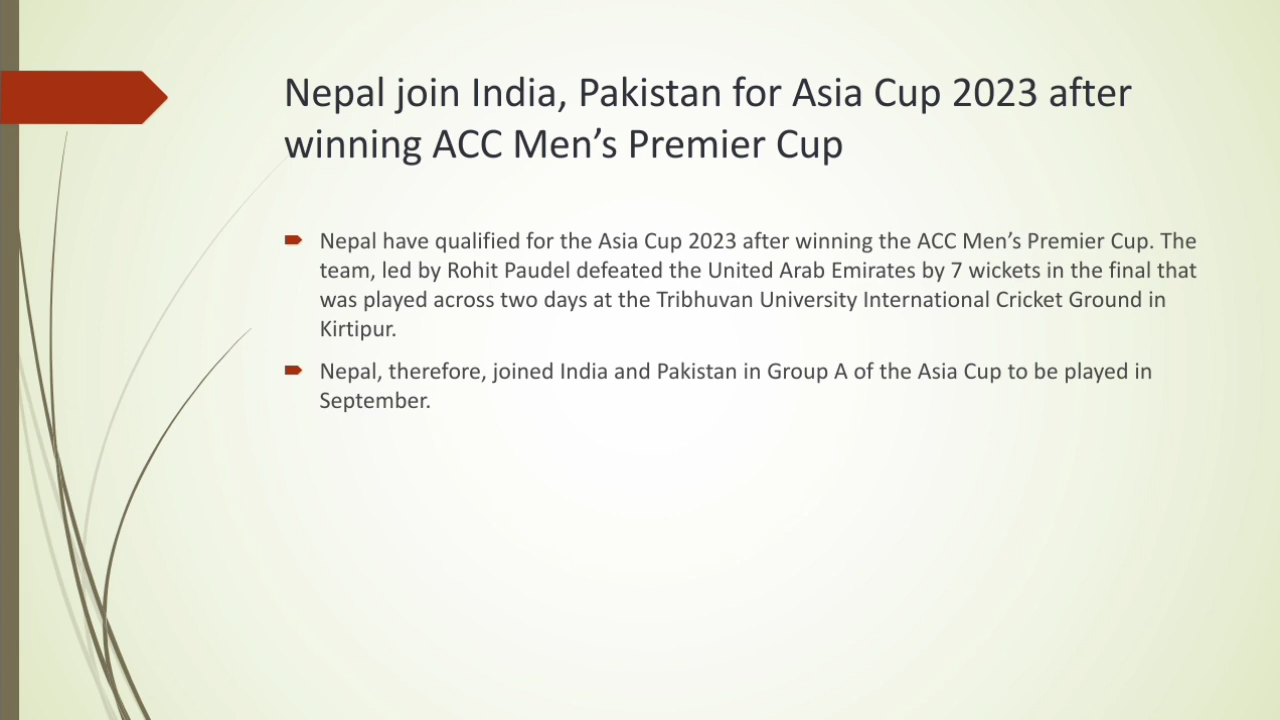 Nepal join India, Pakistan for Asia Cup 2023 after
winning ACC Men’s Premier Cup
Nepal have qualified for the Asia Cup 2023 after winning the ACC Men’s Premier Cup. The
team, led by Rohit Paudel defeated the United Arab Emirates by 7 wickets in the final that
was played across two days at the Tribhuvan University International Cricket Ground in
Kirtipur.
Nepal, therefore, joined India and Pakistan in Group A of the Asia Cup to be played in
September.